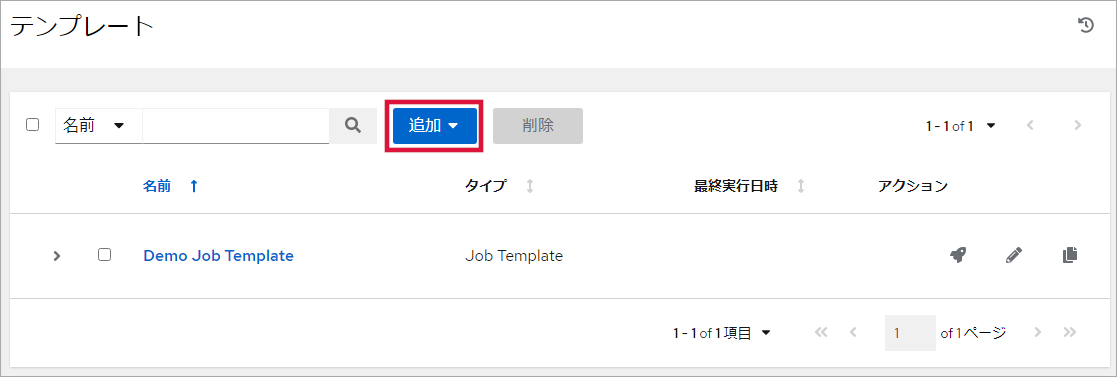 テンプレート
名前 追加 削除 1 - 1 of 1
名前 タイプ 最終実行日時 アクション
Demo Job Template Job Template
1 - 1 of 1 項目 1 of 1 ページ